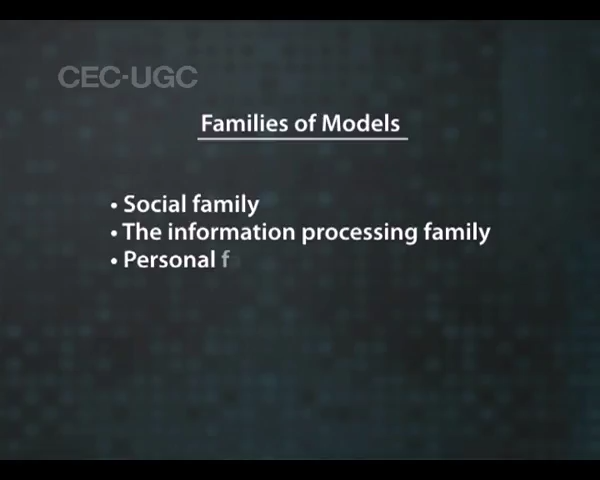 CEC-UGC
Families of Models
• Social family
• The information processing family
• Personal f